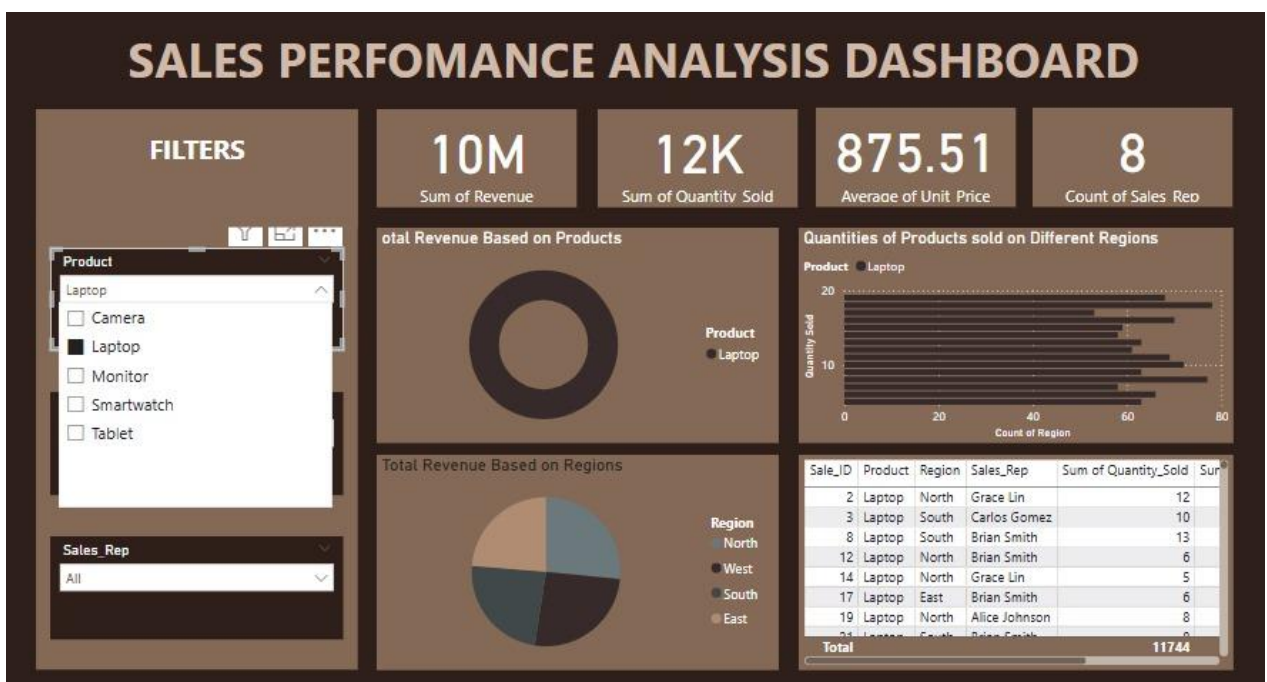 SALES PERFOMANCE ANALYSIS DASHBOARD
FILTERS
Product
Laptop
Camera
Laptop
Monitor
Smartwatch
Tablet
Sales_Rep
All
10M
Sum of Revenue
12K
Sum of Quantity Sold
875.51
Average of Unit Price
8
Count of Sales Rep
otal Revenue Based on Products
Product
Laptop
Quantities of Products sold on Different Regions
Product Laptop
Quantity Sold
20
10
0 20 40 60 80
Count of Region
Total Revenue Based on Regions
Region
North
West
South
East
Sale_ID Product Region Sales_Rep Sum of Quantity_Sold Sur
2 Laptop North Grace Lin 12
3 Laptop South Carlos Gomez 10
8 Laptop South Brian Smith 13
12 Laptop North Brian Smith 6
14 Laptop North Grace Lin 5
17 Laptop East Brian Smith 6
19 Laptop North Alice Johnson 8
Total 11744